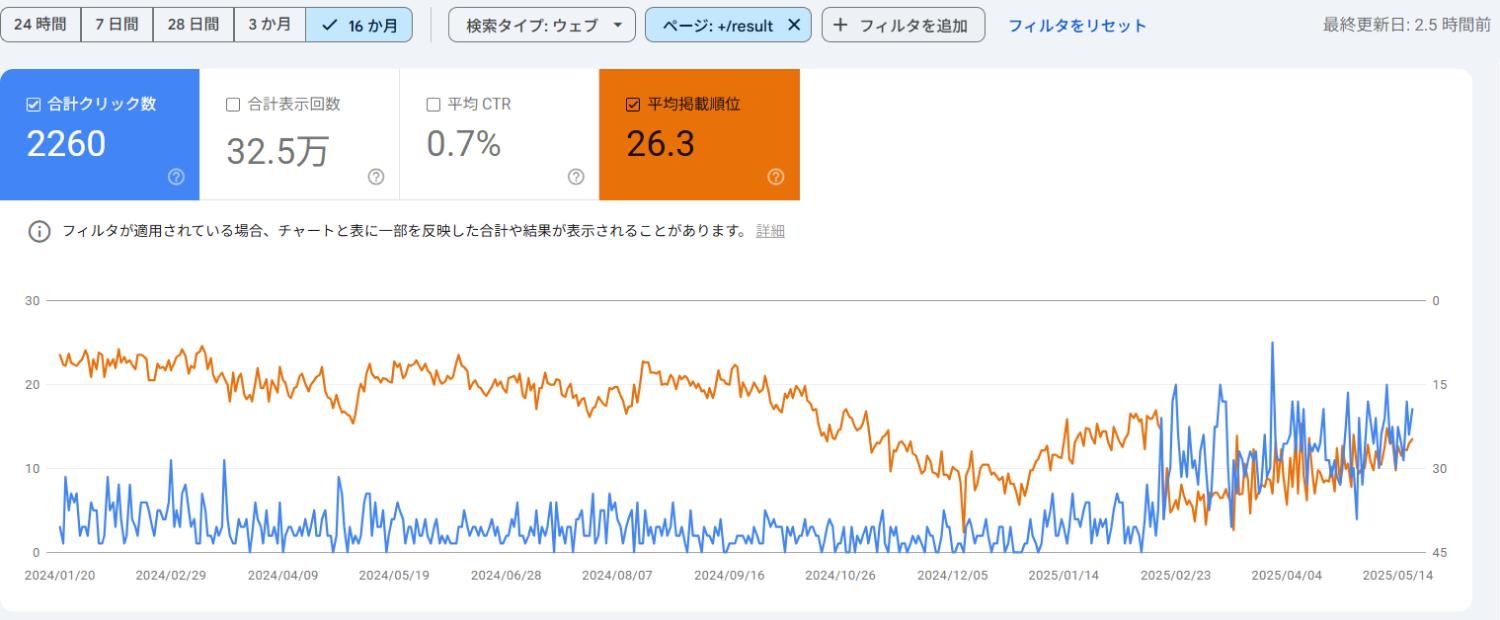 24 時間 7 日間 28 日間 3 か月 16 か月 検索タイプ: ウェブ ページ: +/result フィルタを追加 フィルタをリセット 最終更新日: 2.5 時間前
合計クリック数 合計表示回数 平均 CTR 平均掲載順位
2260 32.5万 0.7% 26.3
フィルタが適用されている場合、チャートと表に一部を反映した合計や結果が表示されることがあります。 詳細
30 0
20 15
10 30
0 45
2024/01/20 2024/02/29 2024/04/09 2024/05/19 2024/06/28 2024/08/07 2024/09/16 2024/10/26 2024/12/05 2025/01/14 2025/02/23 2025/04/04 2025/05/14